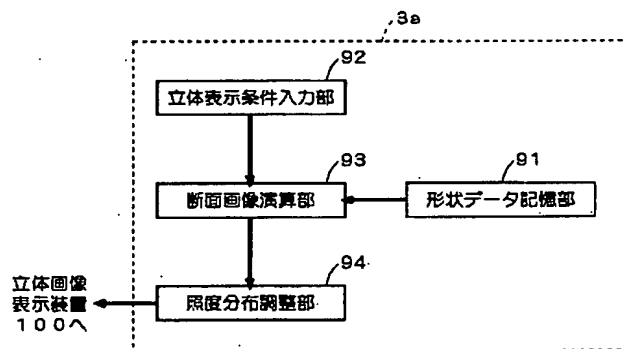 3a
92
立体表示条件入力部
93
91
断面画像演算部
形状データ記憶部
94
立体画像
表示装置
100へ
照度分布調整部